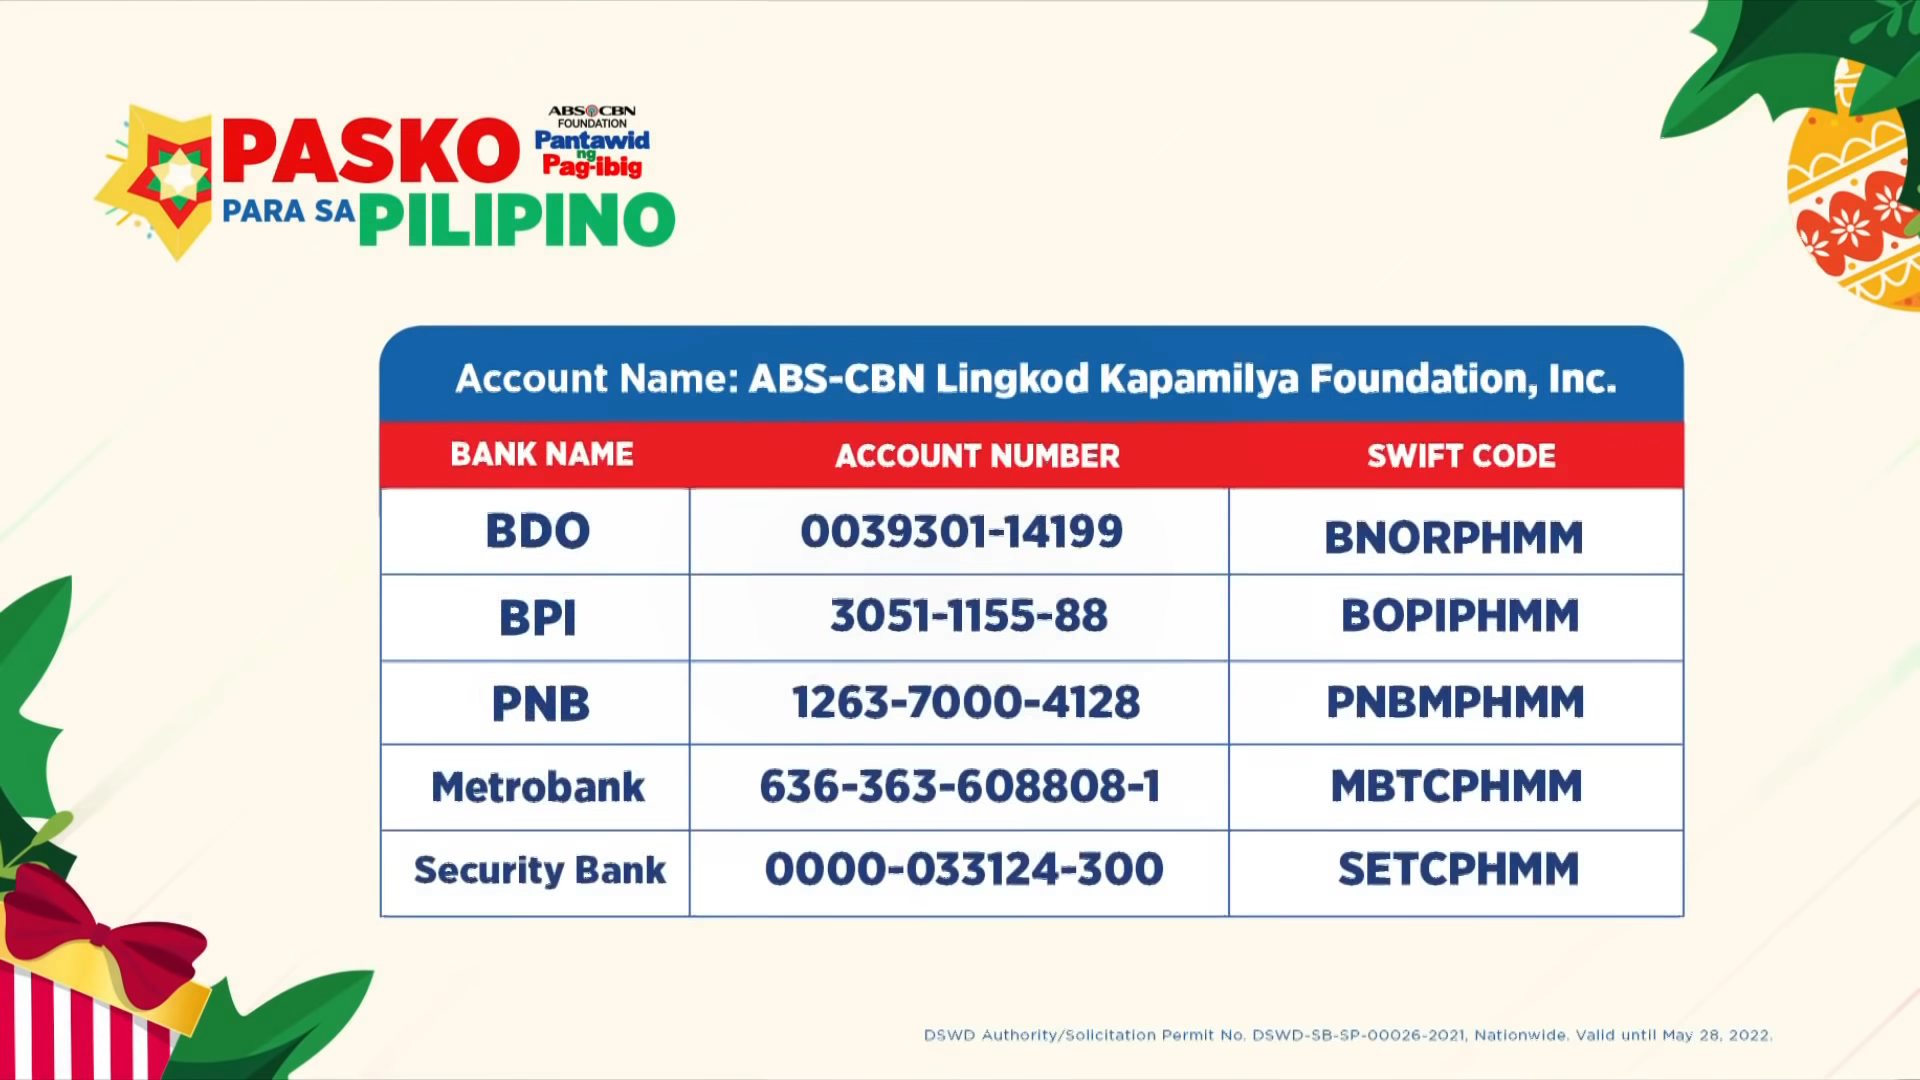 PASKO
ABS-CBN
FOUNDATION
Pantawid
ng
Pag-ibig
PARA SA PILIPINO
Account Name: ABS-CBN Lingkod Kapamilya Foundation, Inc.
BANK NAME ACCOUNT NUMBER SWIFT CODE
BDO 0039301-14199 BNORPHMM
BPI 3051-1155-88 BOPIPHMM
PNB 1263-7000-4128 PNBMPHMM
Metrobank 636-363-608808-1 MBTCPHMM
Security Bank 0000-033124-300 SETCPHMM
DSWD Authority/Solicitation Permit No. DSWD-SB-SP-00026-2021, Nationwide. Valid until May 28, 2022.